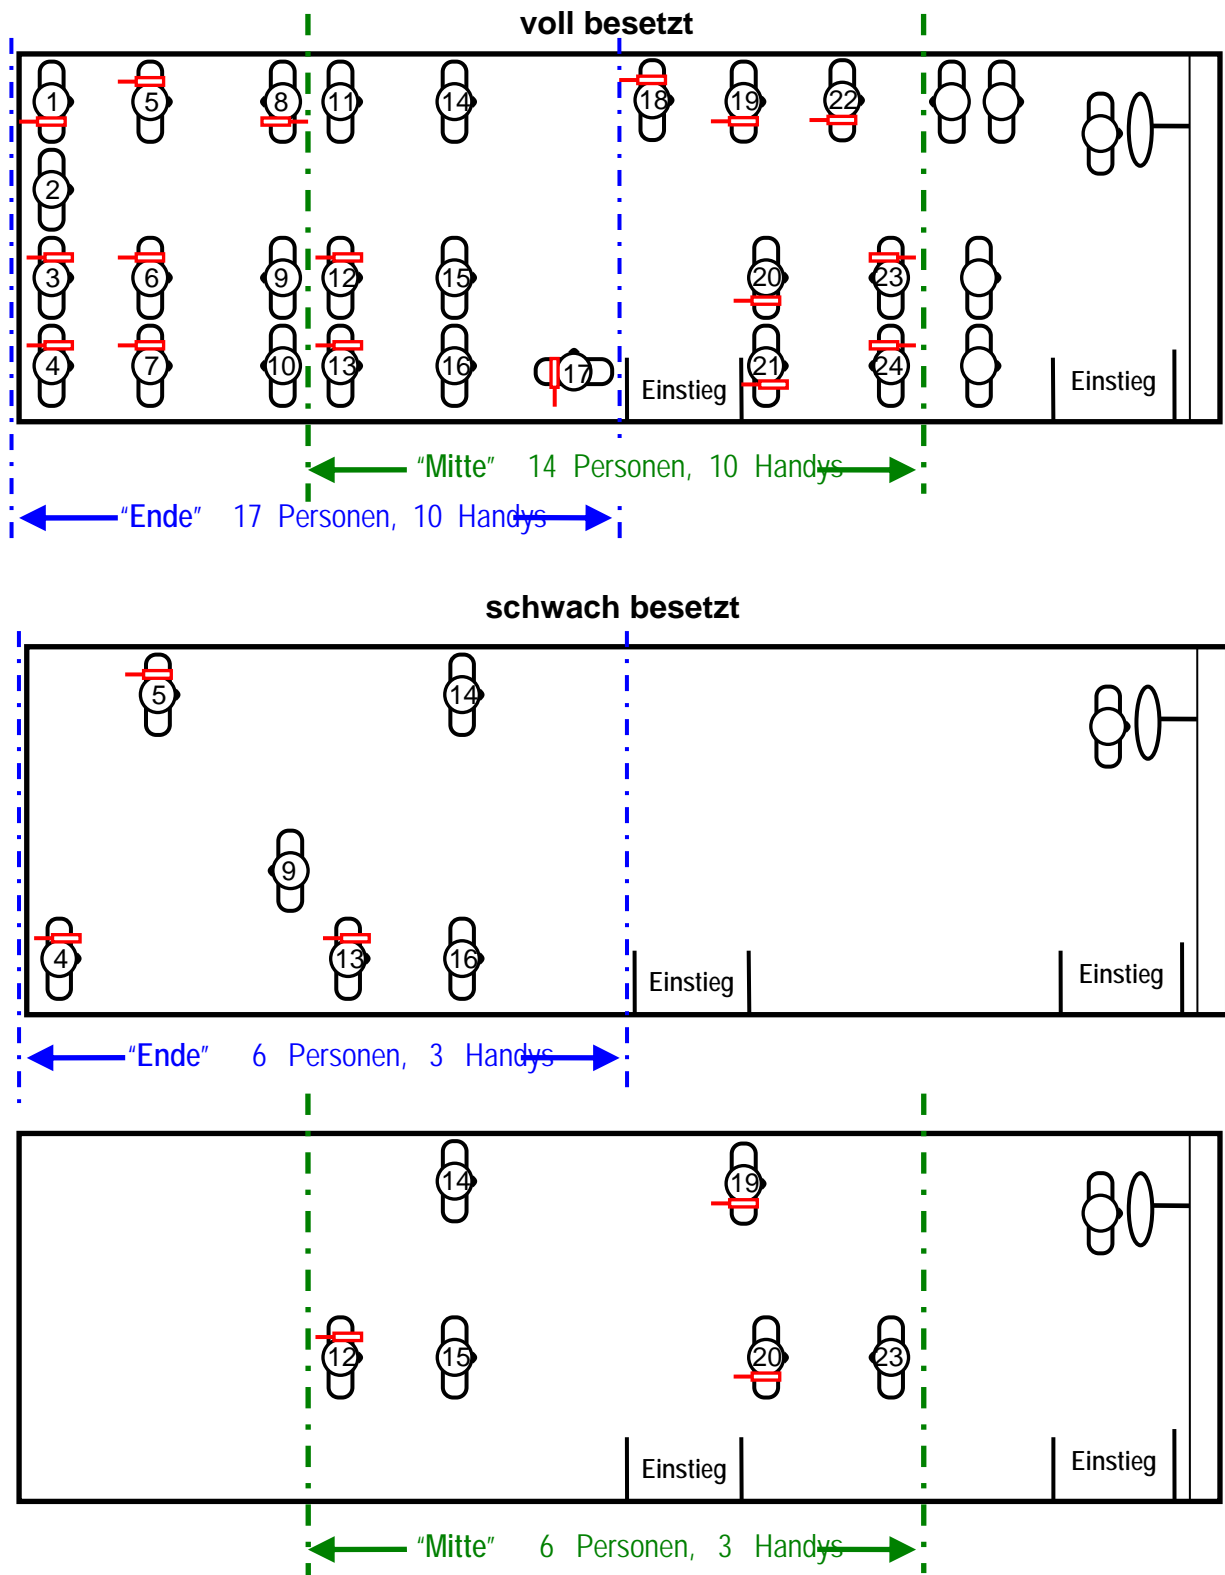 voll besetzt
1 5 8 11 14 18 19 22
2
3 6 9 12 15 20 23
4 7 10 13 16 17 21 24
Einstieg Einstieg
"Mitte" 14 Personen, 10 Handys
"Ende" 17 Personen, 10 Handys
schwach besetzt
5 14
9
4 13 16
Einstieg Einstieg
"Ende" 6 Personen, 3 Handys
14 19
12 15 20 23
Einstieg Einstieg
"Mitte" 6 Personen, 3 Handys